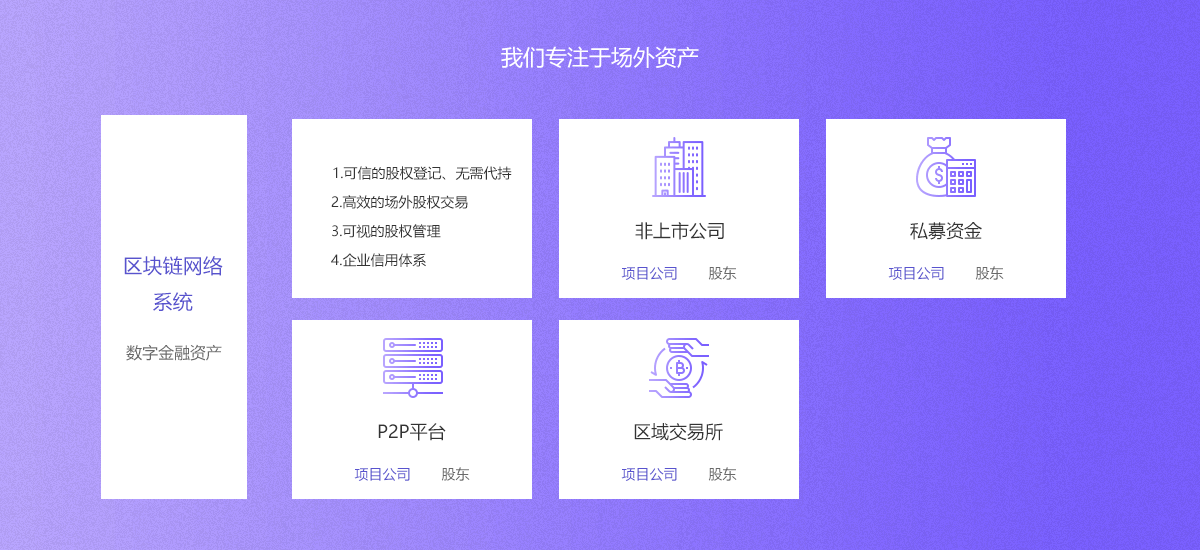 我们专注于场外资产
区块链网络
系统
数字金融资产
1.可信的股权登记、无需代持
2.高效的场外股权交易
3.可视的股权管理
4.企业信用体系
非上市公司
项目公司 股东
私募资金
项目公司 股东
P2P平台
项目公司 股东
区域交易所
项目公司 股东